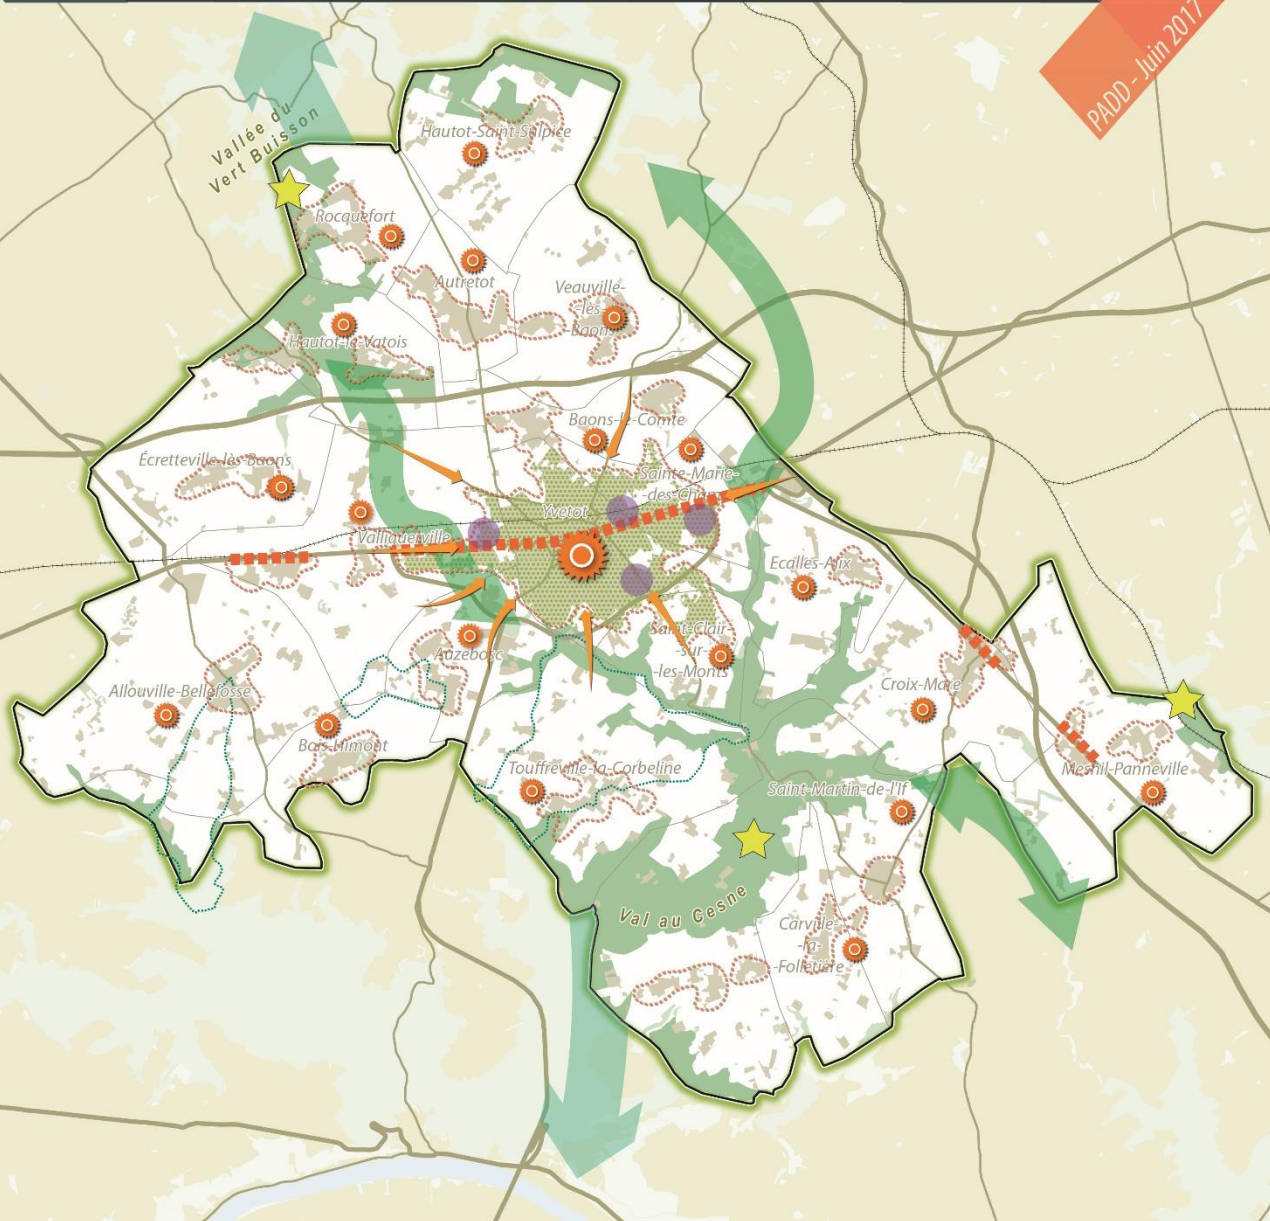 PADD - Juin 2017
Vallée du
Vert Buisson
Hautot-Saint-Sulpice
Rocquefort
Autretot
Veauville-
-lès-
Baons
Hautot-le-Vatois
Baons-le-Comte
Écretteville-lès-Baons
Sainte-Marie-
-des-Champs
Yvetot
Valliquerville
Ecalles-Alix
Saint-Clair
-sur-
-les-Monts
Auzebosc
Allouville-Bellefosse
Croix-Mare
Bois-Himont
Touffreville-la-Corbeline
Mesnil-Panneville
Saint-Martin-de-l'If
Val au Cesne
Carville-
-la-
-Folletière